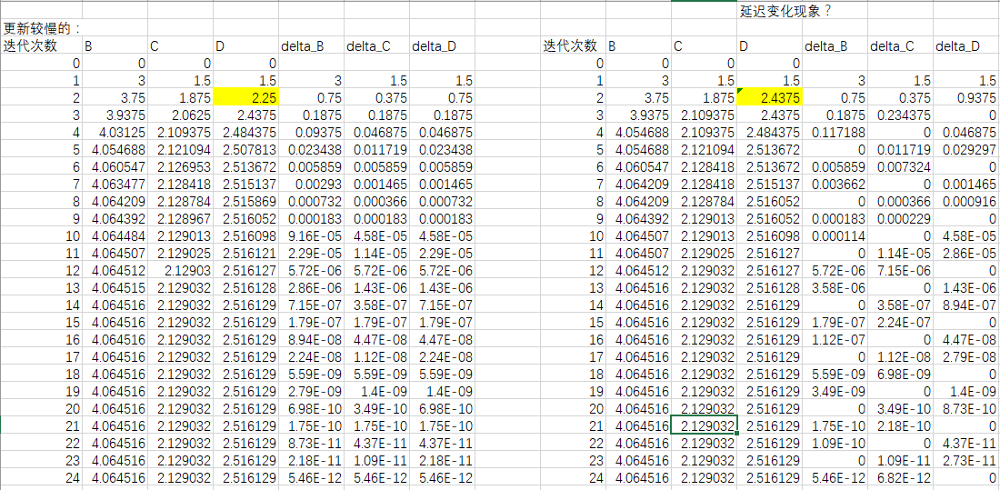 延迟变化现象？
更新较慢的：
迭代次数 B C D delta_B delta_C delta_D 迭代次数 B C D delta_B delta_C delta_D
0 0 0 0 0 0 0 0
1 3 1.5 1.5 3 1.5 1.5 1 3 1.5 1.5 3 1.5 1.5
2 3.75 1.875 2.25 0.75 0.375 0.75 2 3.75 1.875 2.4375 0.75 0.375 0.9375
3 3.9375 2.0625 2.4375 0.1875 0.1875 0.1875 3 3.9375 2.109375 2.4375 0.1875 0.234375 0
4 4.03125 2.109375 2.484375 0.09375 0.046875 0.046875 4 4.054688 2.109375 2.484375 0.117188 0 0.046875
5 4.054688 2.121094 2.507813 0.023438 0.011719 0.023438 5 4.054688 2.121094 2.513672 0 0.011719 0.029297
6 4.060547 2.126953 2.513672 0.005859 0.005859 0.005859 6 4.060547 2.128418 2.513672 0.005859 0.007324 0
7 4.063477 2.128418 2.515137 0.00293 0.001465 0.001465 7 4.064209 2.128418 2.515137 0.003662 0 0.001465
8 4.064209 2.128784 2.515869 0.000732 0.000366 0.000732 8 4.064209 2.128784 2.516052 0 0.000366 0.000916
9 4.064392 2.128967 2.516052 0.000183 0.000183 0.000183 9 4.064392 2.129013 2.516052 0.000183 0.000229 0
10 4.064484 2.129013 2.516098 9.16E-05 4.58E-05 4.58E-05 10 4.064507 2.129013 2.516098 0.000114 0 4.58E-05
11 4.064507 2.129025 2.516121 2.29E-05 1.14E-05 2.29E-05 11 4.064507 2.129025 2.516127 0 1.14E-05 2.86E-05
12 4.064512 2.12903 2.516127 5.72E-06 5.72E-06 5.72E-06 12 4.064512 2.129032 2.516127 5.72E-06 7.15E-06 0
13 4.064515 2.129032 2.516128 2.86E-06 1.43E-06 1.43E-06 13 4.064516 2.129032 2.516128 3.58E-06 0 1.43E-06
14 4.064516 2.129032 2.516129 7.15E-07 3.58E-07 7.15E-07 14 4.064516 2.129032 2.516129 0 3.58E-07 8.94E-07
15 4.064516 2.129032 2.516129 1.79E-07 1.79E-07 1.79E-07 15 4.064516 2.129032 2.516129 1.79E-07 2.24E-07 0
16 4.064516 2.129032 2.516129 8.94E-08 4.47E-08 4.47E-08 16 4.064516 2.129032 2.516129 1.12E-07 0 4.47E-08
17 4.064516 2.129032 2.516129 2.24E-08 1.12E-08 2.24E-08 17 4.064516 2.129032 2.516129 0 1.12E-08 2.79E-08
18 4.064516 2.129032 2.516129 5.59E-09 5.59E-09 5.59E-09 18 4.064516 2.129032 2.516129 5.59E-09 6.98E-09 0
19 4.064516 2.129032 2.516129 2.79E-09 1.4E-09 1.4E-09 19 4.064516 2.129032 2.516129 3.49E-09 0 1.4E-09
20 4.064516 2.129032 2.516129 6.98E-10 3.49E-10 6.98E-10 20 4.064516 2.129032 2.516129 0 3.49E-10 8.73E-10
21 4.064516 2.129032 2.516129 1.75E-10 1.75E-10 1.75E-10 21 4.064516 2.129032 2.516129 1.75E-10 2.18E-10 0
22 4.064516 2.129032 2.516129 8.73E-11 4.37E-11 4.37E-11 22 4.064516 2.129032 2.516129 1.09E-10 0 4.37E-11
23 4.064516 2.129032 2.516129 2.18E-11 1.09E-11 2.18E-11 23 4.064516 2.129032 2.516129 0 1.09E-11 2.73E-11
24 4.064516 2.129032 2.516129 5.46E-12 5.46E-12 5.46E-12 24 4.064516 2.129032 2.516129 5.46E-12 6.82E-12 0